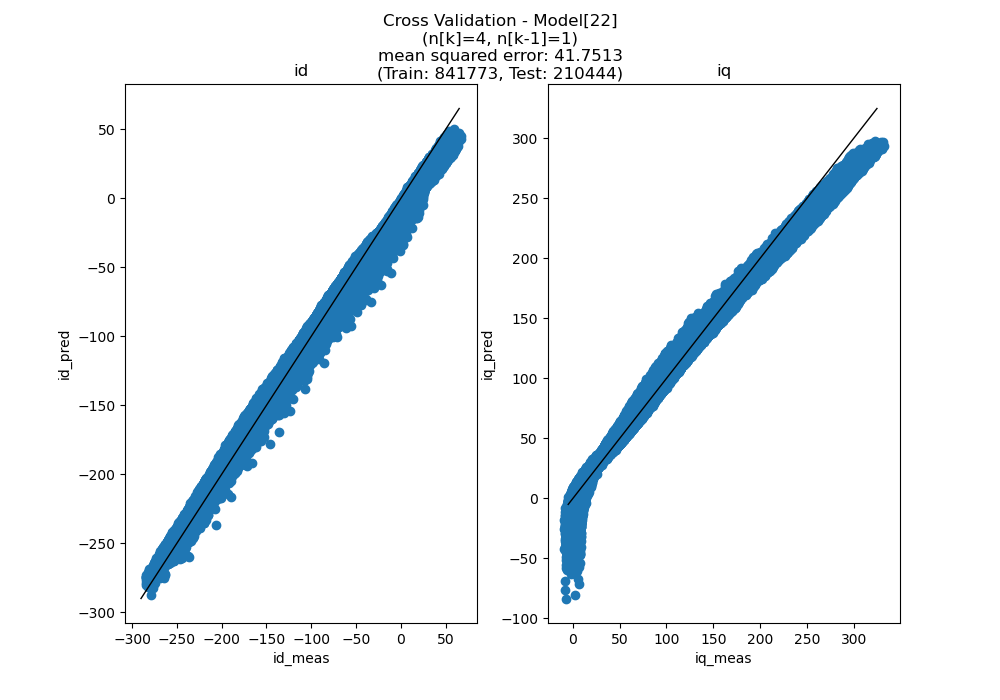 Cross Validation - Model[22]
(n[k]=4, n[k-1]=1)
mean squared error: 41.7513
(Train: 841773, Test: 210444)
id
50
0
−50
−100
−150
−200
−250
−300
id_pred
−300 −250 −200 −150 −100 −50 0 50
id_meas
iq
300
250
200
150
100
50
0
−50
−100
iq_pred
0 50 100 150 200 250 300
iq_meas